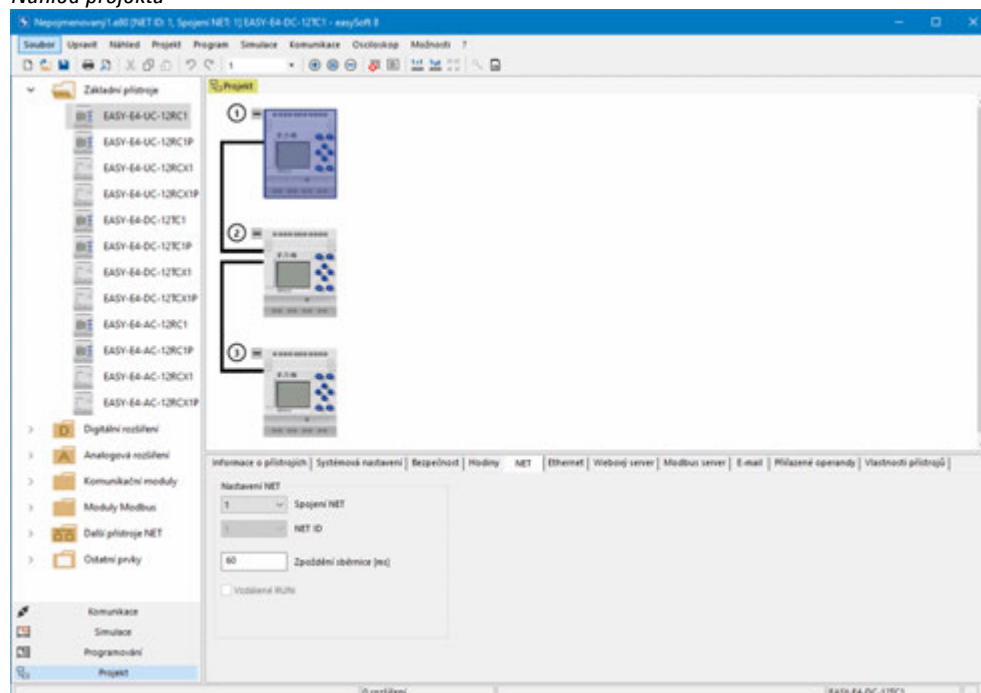 Náhled projektu
Nepojmenovaný1.e80 [NET ID: 1, Spojení NET: 1] EASY-E4-DC-12TC1 - easySoft 8
Soubor Upravit Náhled Projekt Program Simulace Komunikace Osciloskop Možnosti ?
1
Základní přístroje
Projekt
EASY-E4-UC-12RC1
EASY-E4-UC-12RC1P
EASY-E4-UC-12RCX1
EASY-E4-UC-12RCX1P
EASY-E4-DC-12TC1
EASY-E4-DC-12TC1P
EASY-E4-DC-12TCX1
EASY-E4-DC-12TCX1P
EASY-E4-AC-12RC1
EASY-E4-AC-12RC1P
EASY-E4-AC-12RCX1
EASY-E4-AC-12RCX1P
1
2
3
D Digitální rozšíření
A Analogová rozšíření
Komunikační moduly
Moduly Modbus
Další přístroje NET
Ostatní prvky
Informace o přístrojích | Systémová nastavení | Bezpečnost | Hodiny NET | Ethernet | Webový server | Modbus server | E-mail | Přiřazené operandy | Vlastnosti přístrojů |
Nastavení NET
1 Spojení NET
1 NET ID
60 Zpoždění sběrnice [ms]
Vzdálené RUN
Komunikace
Simulace
Programování
Projekt
0 rozšíření EASY-E4-DC-12TC1